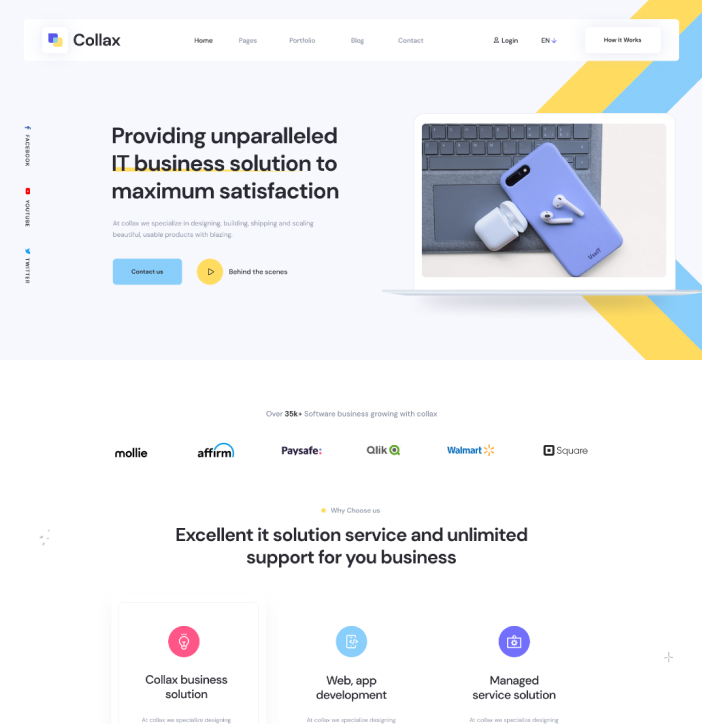 Collax
Home
Pages
Portfolio
Blog
Contact
Login
EN
How it Works
FACEBOOK
YOUTUBE
TWITTER
Providing unparalleled
IT business solution to
maximum satisfaction
At collax we specialize in designing, building, shipping and scaling
beautiful, usable products with blazing.
Contact us
Behind the scenes
Over 35k+ Software business growing with collax
mollie
affirm
Paysafe:
Qlik
Walmart
Square
Why Choose us
Excellent it solution service and unlimited
support for you business
Collax business
solution
At collax we specialize designing
Web, app
development
At collax we specialize designing
Managed
service solution
At collax we specialize designing